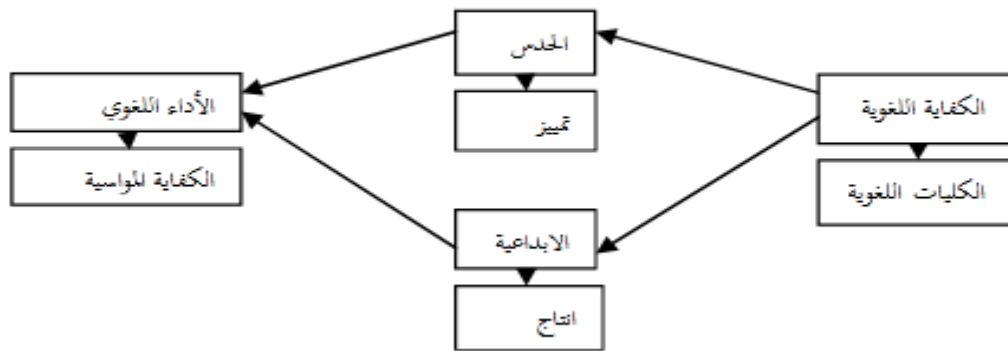 الحدس
تمييز
الكفاية اللغوية
الكليات اللغوية
الأداء اللغوي
الكفاية المواسية
الابداعية
انتاج